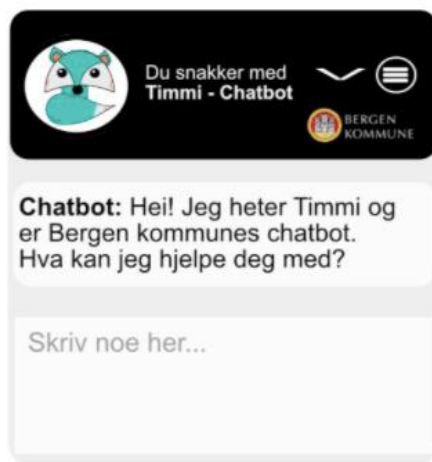 Du snakker med
Timmi - Chatbot
BERGEN
KOMMUNE
Chatbot: Hei! Jeg heter Timmi og
er Bergen kommunes chatbot.
Hva kan jeg hjelpe deg med?
Skriv noe her...